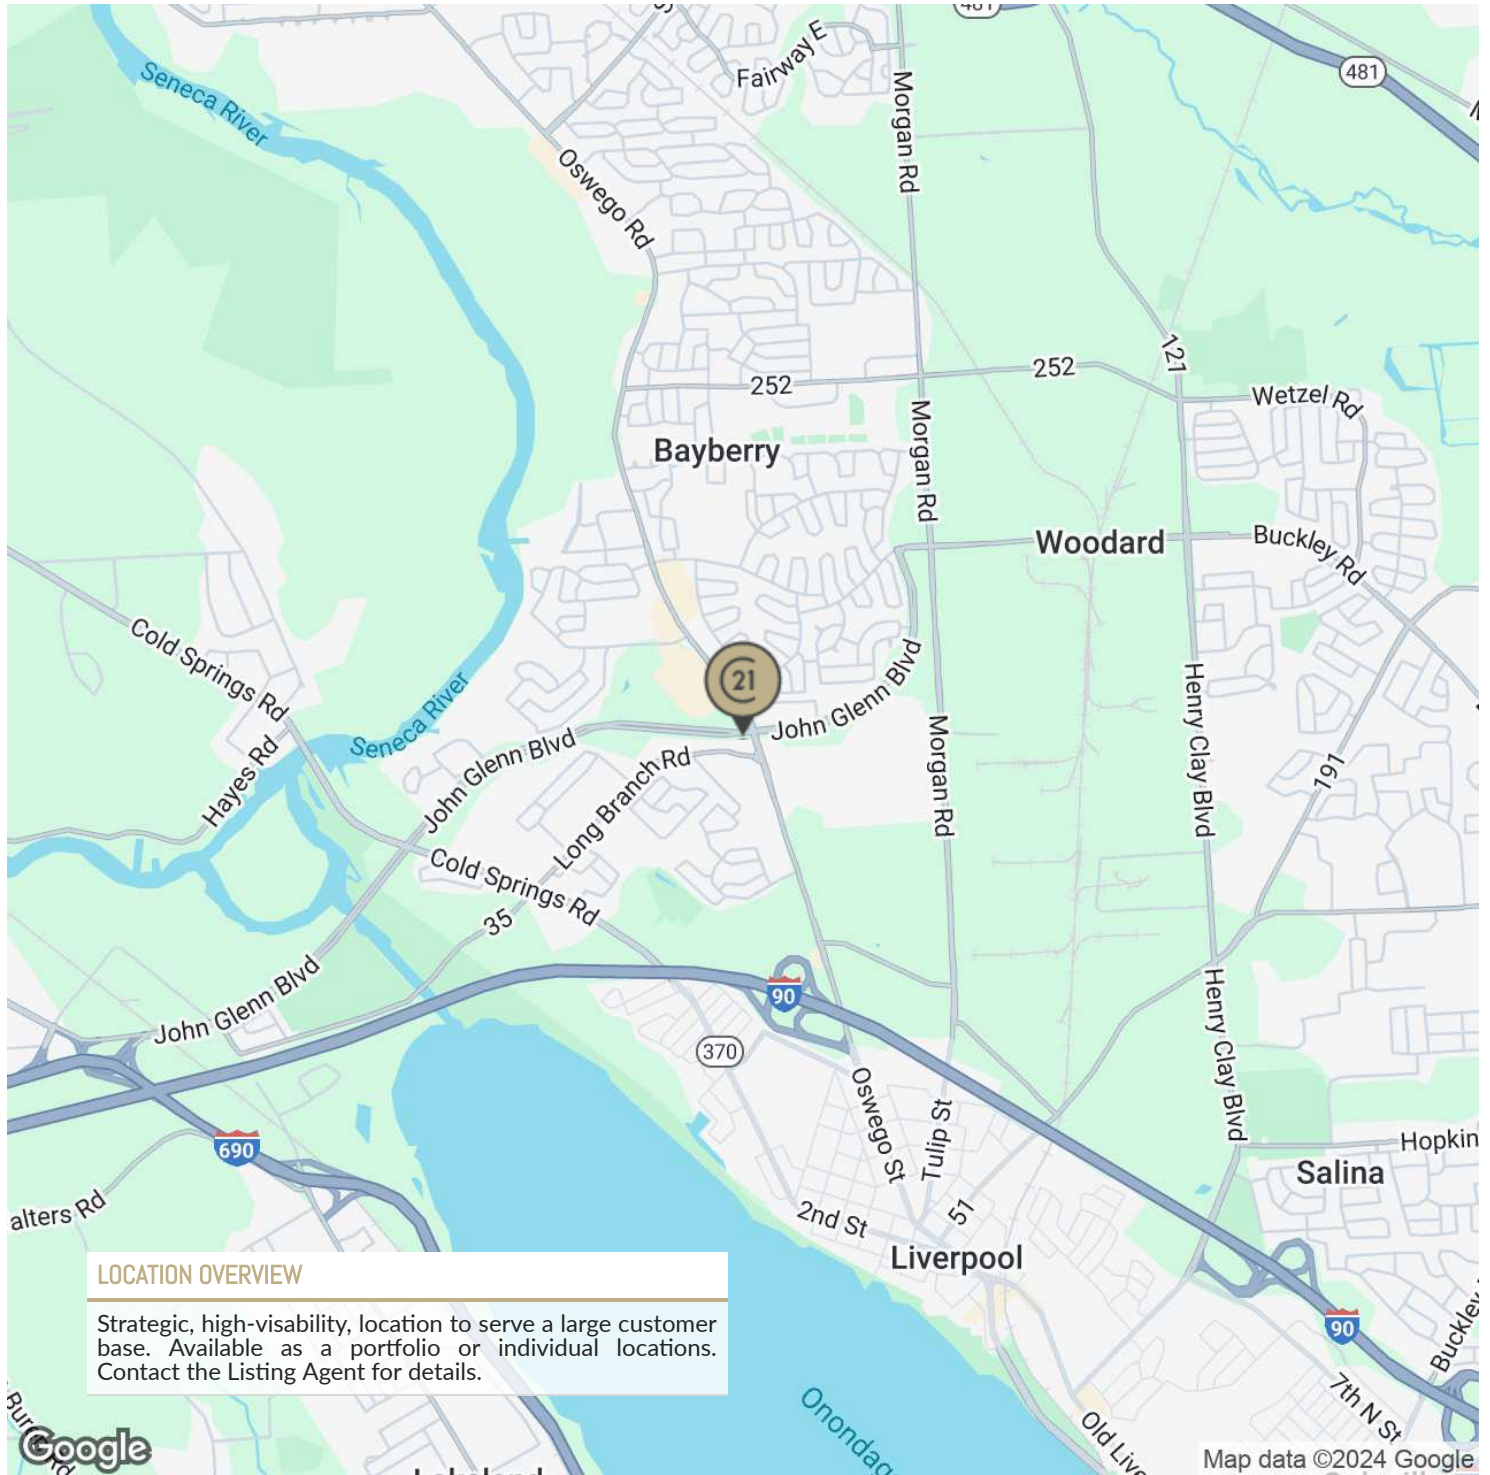 481
Seneca River
Fairway E
481
Morgan Rd
Oswego Rd
121
252
252
Wetzel Rd
Morgan Rd
Bayberry
Woodard
Buckley Rd
Cold Springs Rd
21
John Glenn Blvd
Henry Clay Blvd
Seneca River
Hayes Rd
John Glenn Blvd
Morgan Rd
Long Branch Rd
191
Cold Springs Rd
35
John Glenn Blvd
90
Henry Clay Blvd
370
Oswego St
Tulip St
690
Hopkin
Salina
alters Rd
2nd St
51
Liverpool
LOCATION OVERVIEW
Strategic, high-visability, location to serve a large customer
base. Available as a portfolio or individual locations.
Contact the Listing Agent for details.
90
Buckley
7th N St
Onondag
Old Live
Google
Map data ©2024 Google